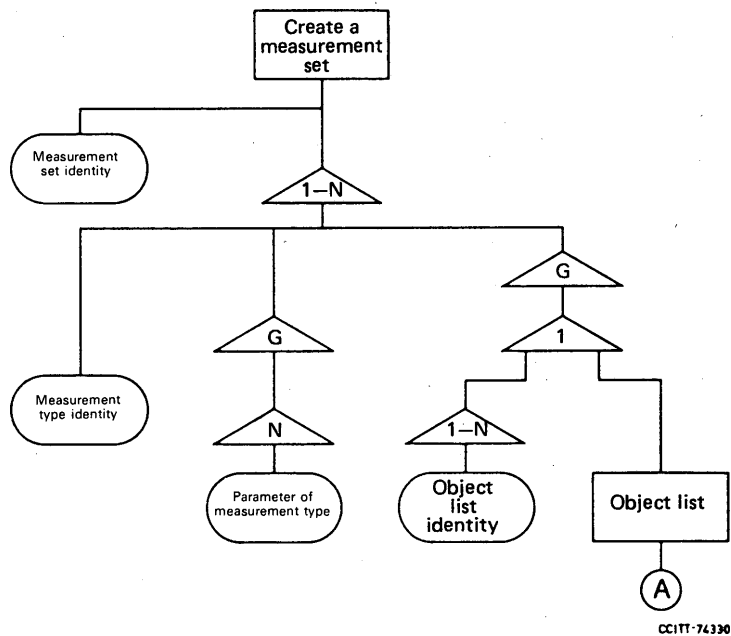 Create a
measurement
set
Measurement
set identity
1–N
G
G
1
Measurement
type identity
N
1–N
Parameter of
measurement type
Object
list
identity
Object list
A
CCITT-74330